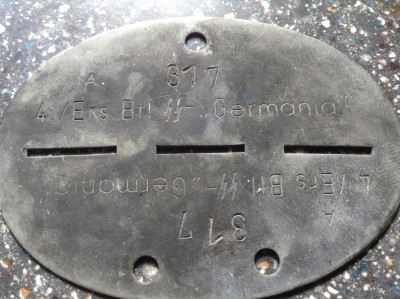 A. 317
4./Ers. Btl. ᛋᛋ-„Germania"
4./Ers. Btl. ᛋᛋ-„Germania"
A
317